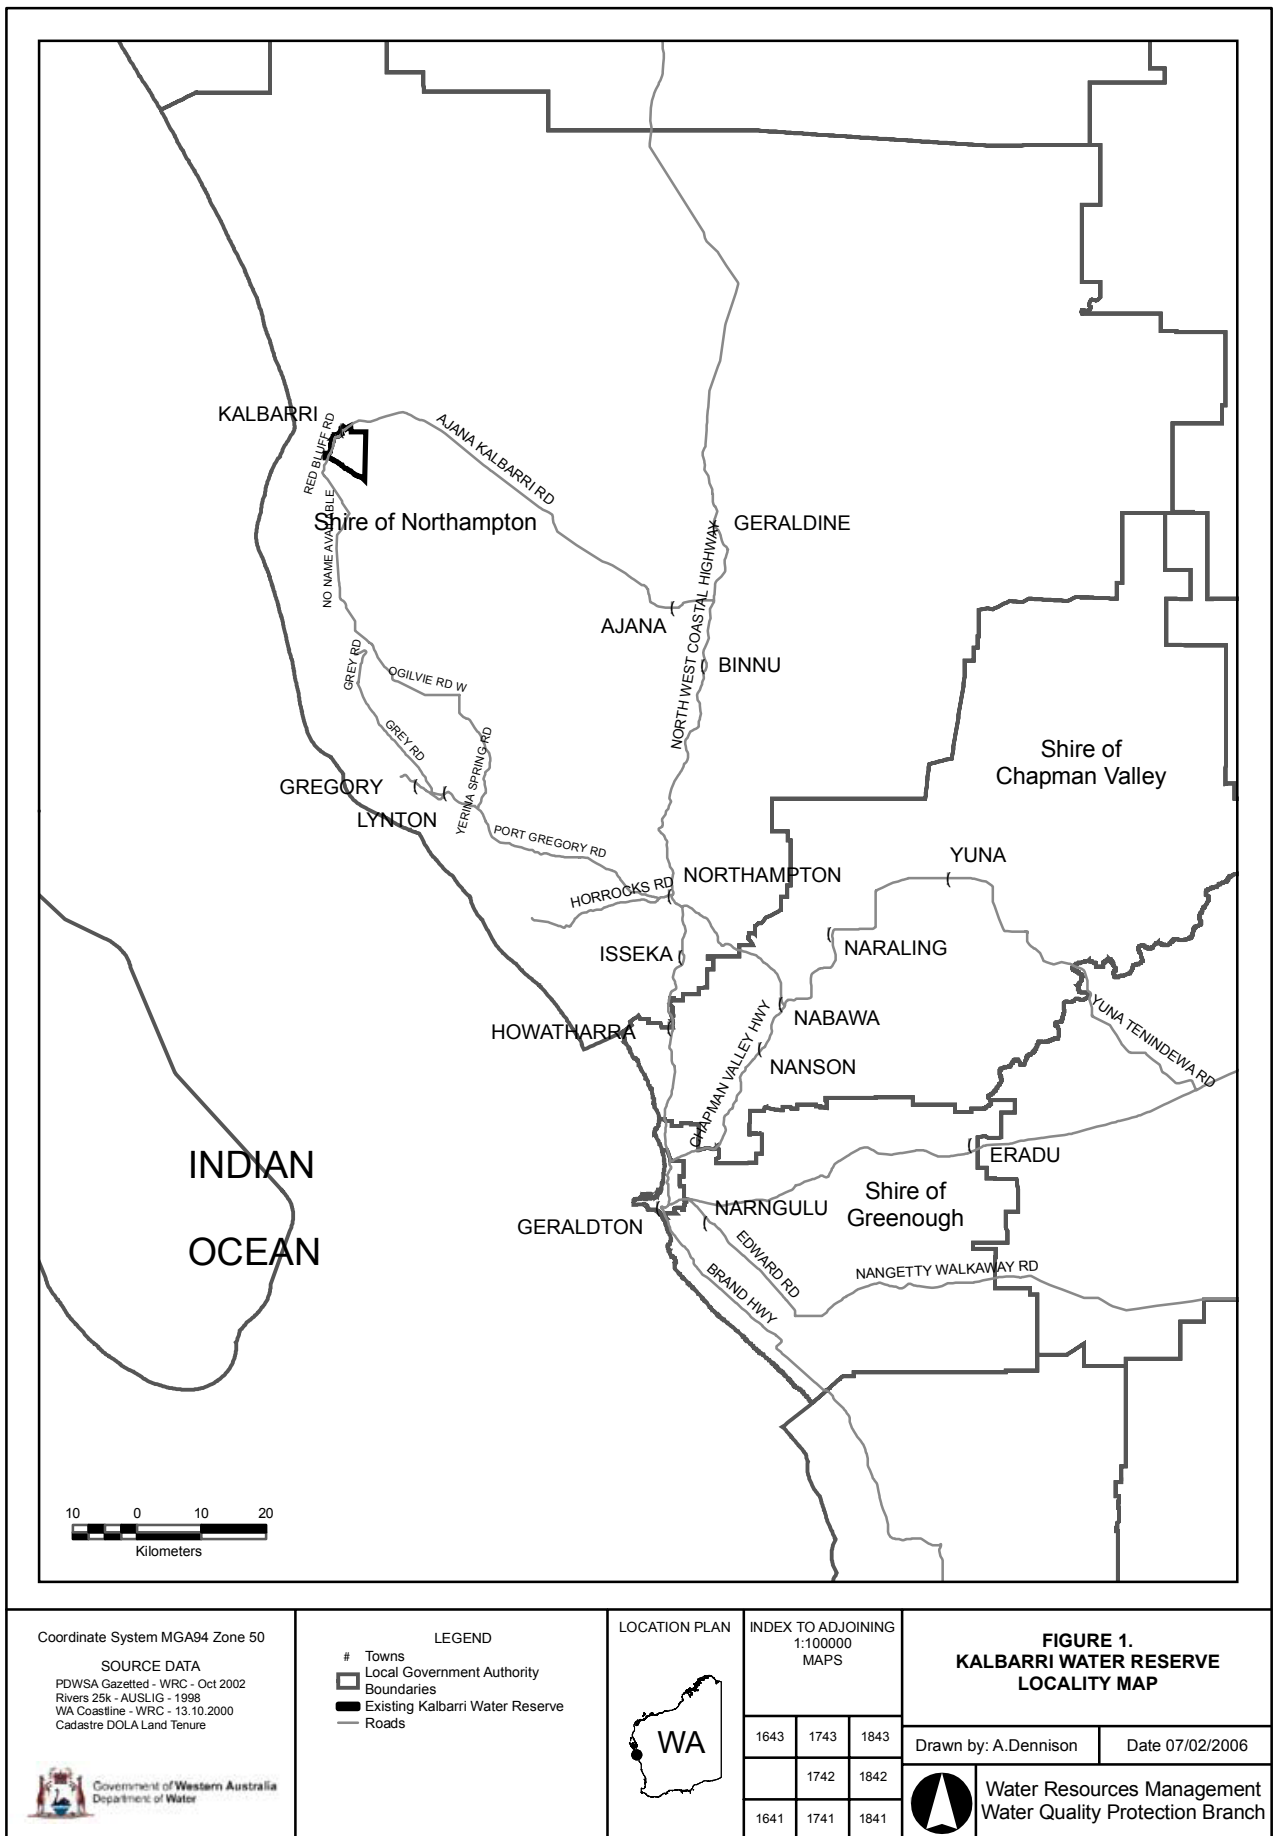 KALBARRI
RED BLUFF RD
AJANA KALBARRI RD
Shire of Northampton
NO NAME AVAILABLE
GERALDINE
NORTH WEST COASTAL HIGHWAY
AJANA
BINNU
GREY RD
OGILVIE RD W
GREY RD
YERINA SPRING RD
Shire of
Chapman Valley
GREGORY
LYNTON
PORT GREGORY RD
YUNA
NORTHAMPTON
HORROCKS RD
NARALING
ISSEKA
NABAWA
HOWATHARRA
CHAPMAN VALLEY HWY
NANSON
YUNA TENINDEWA RD
INDIAN
OCEAN
ERADU
Shire of
Greenough
NARNGULU
GERALDTON
EDWARD RD
BRAND HWY
NANGETTY WALKAWAY RD
10 0 10 20
Kilometers
Coordinate System MGA94 Zone 50
SOURCE DATA
PDWSA Gazetted - WRC - Oct 2002
Rivers 25k - AUSLIG - 1998
WA Coastline - WRC - 13.10.2000
Cadastre DOLA Land Tenure
Government of Western Australia
Department of Water
LEGEND
# Towns
Local Government Authority
Boundaries
Existing Kalbarri Water Reserve
Roads
LOCATION PLAN
WA
INDEX TO ADJOINING
1:100000
MAPS
1643 1743 1843
1742 1842
1641 1741 1841
FIGURE 1.
KALBARRI WATER RESERVE
LOCALITY MAP
Drawn by: A.Dennison
Date 07/02/2006
Water Resources Management
Water Quality Protection Branch